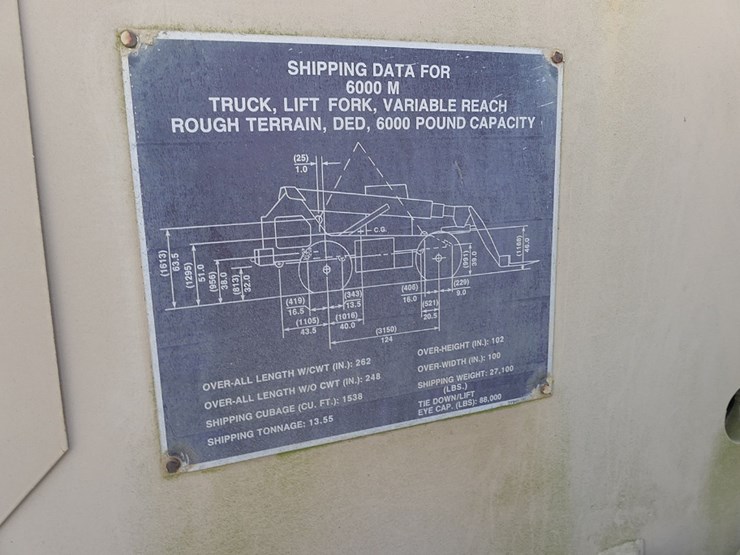 SHIPPING DATA FOR
6000 M
TRUCK, LIFT FORK, VARIABLE REACH
ROUGH TERRAIN, DED, 6000 POUND CAPACITY
(25)
1.0
C.G.
(1613)
63.5
(1295)
51.0
(956)
38.0
(813)
32.0
(991)
39.0
(1168)
46.0
(419)
16.5
(343)
13.5
(406)
16.0
(229)
9.0
(1105)
43.5
(1016)
40.0
(521)
20.5
(3150)
124
OVER-ALL LENGTH W/CWT (IN.): 262
OVER-ALL LENGTH W/O CWT (IN.): 248
SHIPPING CUBAGE (CU. FT.): 1538
SHIPPING TONNAGE: 13.55
OVER-HEIGHT (IN.): 102
OVER-WIDTH (IN.): 100
SHIPPING WEIGHT: 27,100
(LBS.)
TIE DOWN/LIFT
EYE CAP. (LBS): 88,000